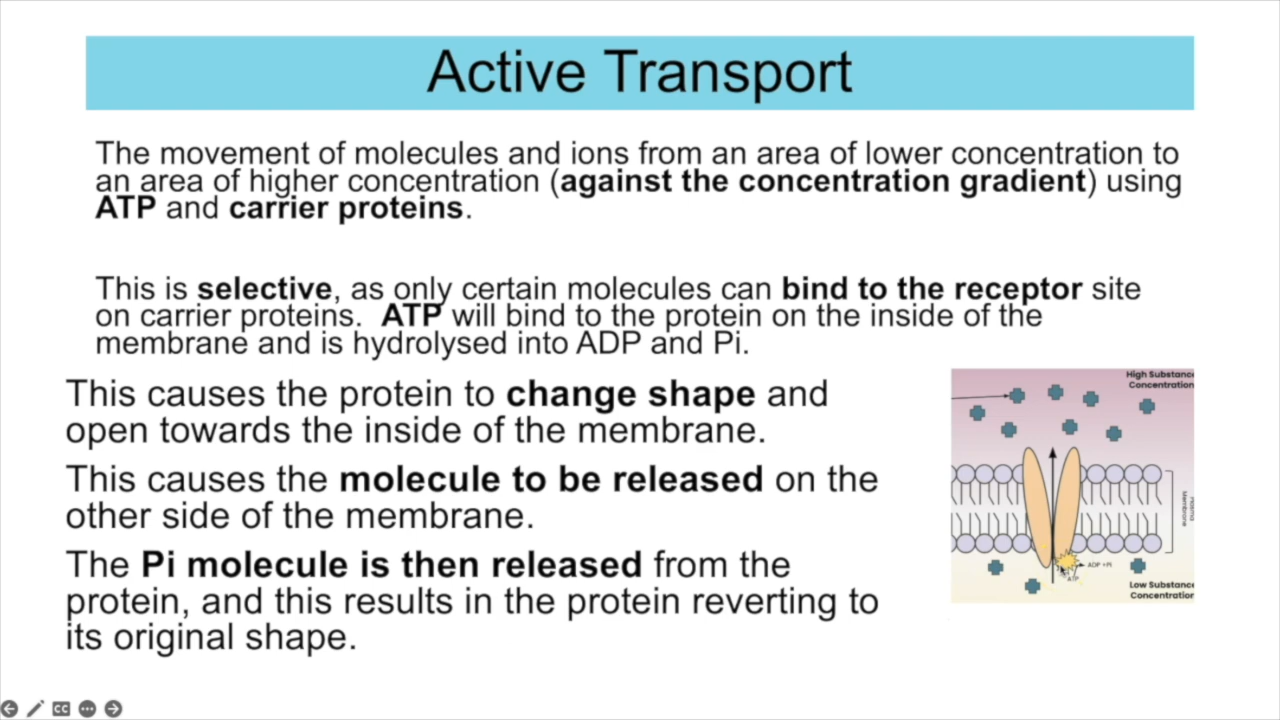 Active Transport
The movement of molecules and ions from an area of lower concentration to
an area of higher concentration (against the concentration gradient) using
ATP and carrier proteins.
This is selective, as only certain molecules can bind to the receptor site
on carrier proteins.  ATP will bind to the protein on the inside of the
membrane and is hydrolysed into ADP and Pi.
This causes the protein to change shape and
open towards the inside of the membrane.
This causes the molecule to be released on the
other side of the membrane.
The Pi molecule is then released from the
protein, and this results in the protein reverting to
its original shape.
High Substance
Concentration
Plasma
Membrane
ADP +Pi
ATP
Low Substance
Concentration
CC